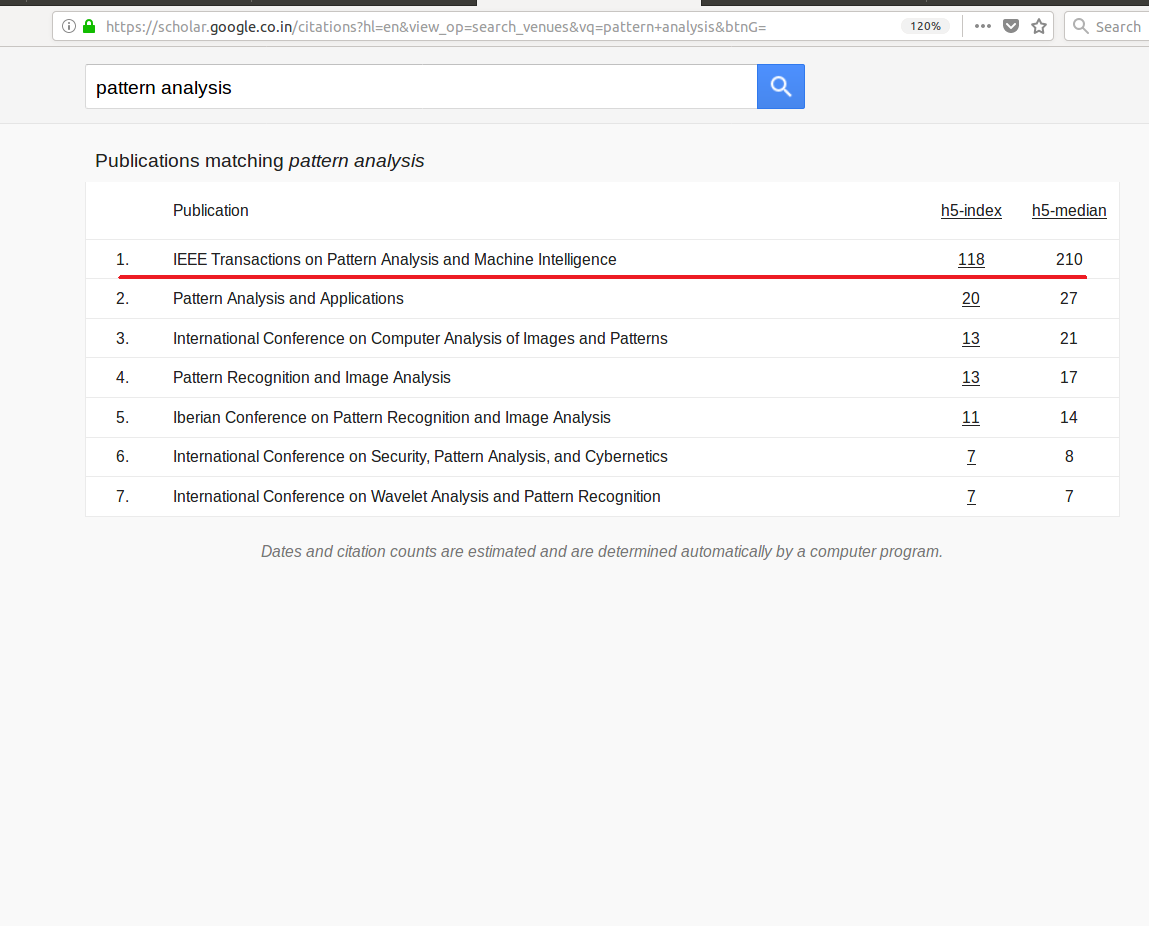 https://scholar.google.co.in/citations?hl=en&view_op=search_venues&vq=pattern+analysis&btnG=
120%
Search
pattern analysis
Publications matching pattern analysis
Publication h5-index h5-median
1. IEEE Transactions on Pattern Analysis and Machine Intelligence 118 210
2. Pattern Analysis and Applications 20 27
3. International Conference on Computer Analysis of Images and Patterns 13 21
4. Pattern Recognition and Image Analysis 13 17
5. Iberian Conference on Pattern Recognition and Image Analysis 11 14
6. International Conference on Security, Pattern Analysis, and Cybernetics 7 8
7. International Conference on Wavelet Analysis and Pattern Recognition 7 7
Dates and citation counts are estimated and are determined automatically by a computer program.